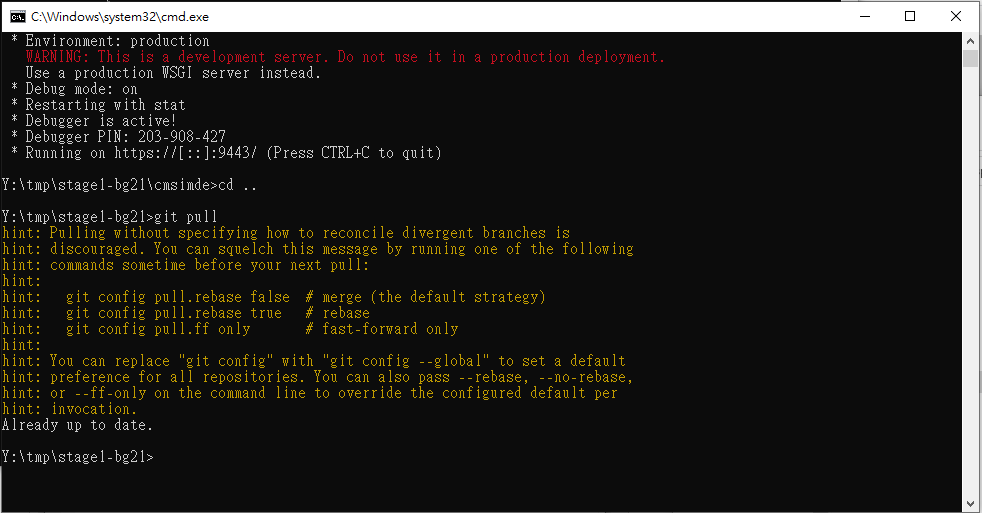 C:\Windows\system32\cmd.exe
* Environment: production
WARNING: This is a development server. Do not use it in a production deployment.
Use a production WSGI server instead.
* Debug mode: on
* Restarting with stat
* Debugger is active!
* Debugger PIN: 203-908-427
* Running on https://[::]:9443/ (Press CTRL+C to quit)
Y:\tmp\stage1-bg21\cmsimde>cd ..
Y:\tmp\stage1-bg21>git pull
hint: Pulling without specifying how to reconcile divergent branches is
hint: discouraged. You can squelch this message by running one of the following
hint: commands sometime before your next pull:
hint:
hint:   git config pull.rebase false  # merge (the default strategy)
hint:   git config pull.rebase true   # rebase
hint:   git config pull.ff only       # fast-forward only
hint:
hint: You can replace "git config" with "git config --global" to set a default
hint: preference for all repositories. You can also pass --rebase, --no-rebase,
hint: or --ff-only on the command line to override the configured default per
hint: invocation.
Already up to date.
Y:\tmp\stage1-bg21>